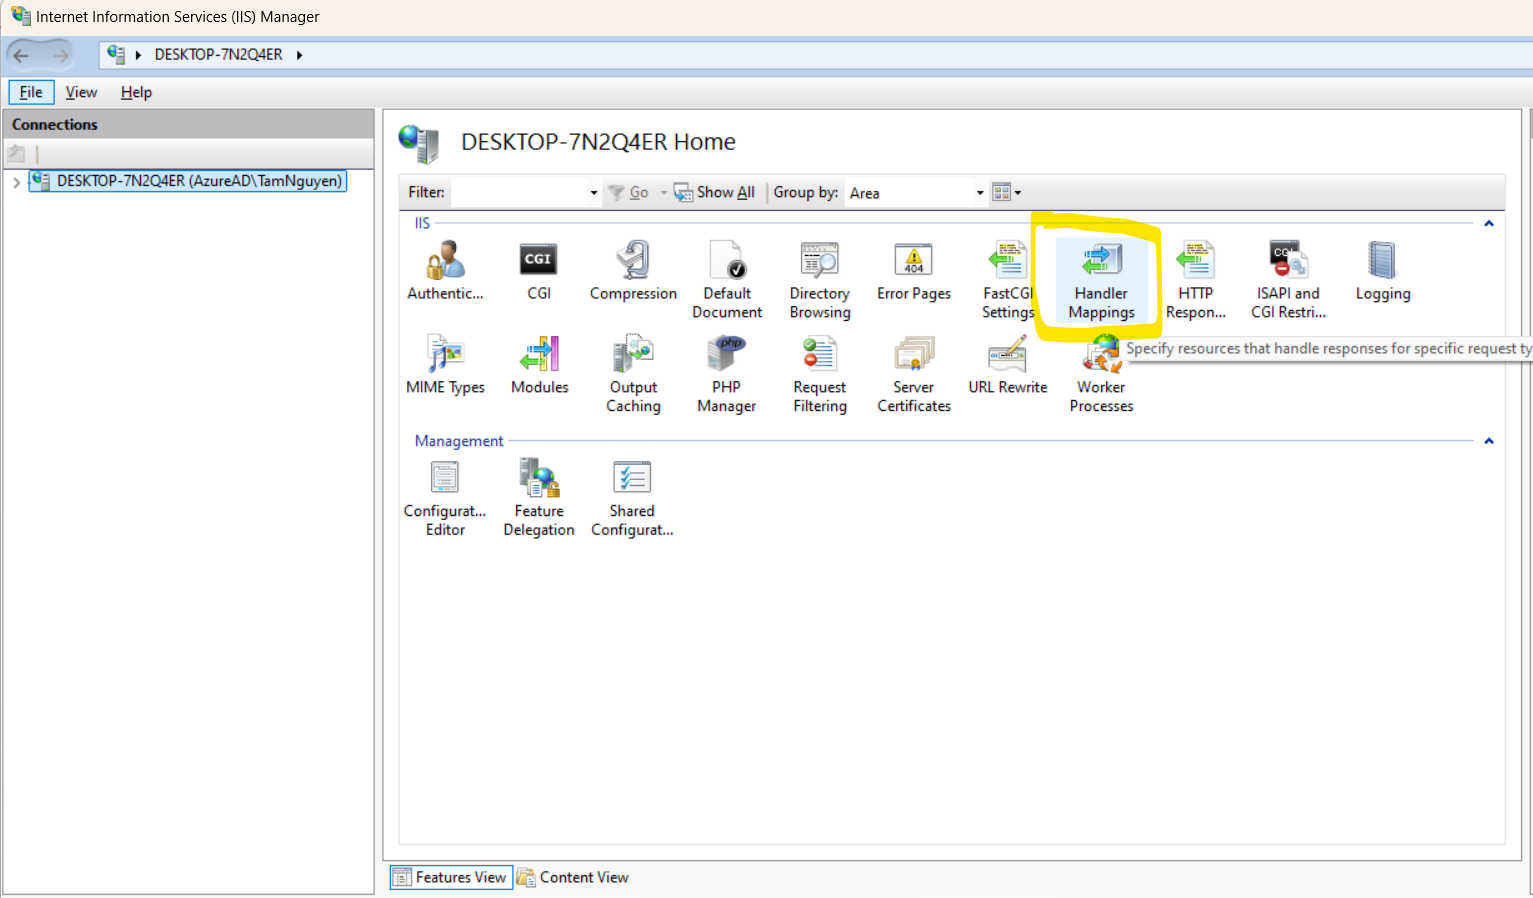 Internet Information Services (IIS) Manager
DESKTOP-7N2Q4ER
File View Help
Connections
DESKTOP-7N2Q4ER (AzureAD\TamNguyen)
DESKTOP-7N2Q4ER Home
Filter: Go Show All Group by: Area
IIS
Authentic...
CGI
CGI
Compression
Default
Document
Directory
Browsing
404
Error Pages
FastCGI
Settings
Handler
Mappings
HTTP
Respon...
CGI
ISAPI and
CGI Restri...
Logging
MIME Types
Modules
Output
Caching
php
PHP
Manager
Request
Filtering
Server
Certificates
URL Rewrite
Worker
Processes
Specify resources that handle responses for specific request ty
Management
Configurat...
Editor
Feature
Delegation
Shared
Configurat...
Features View Content View